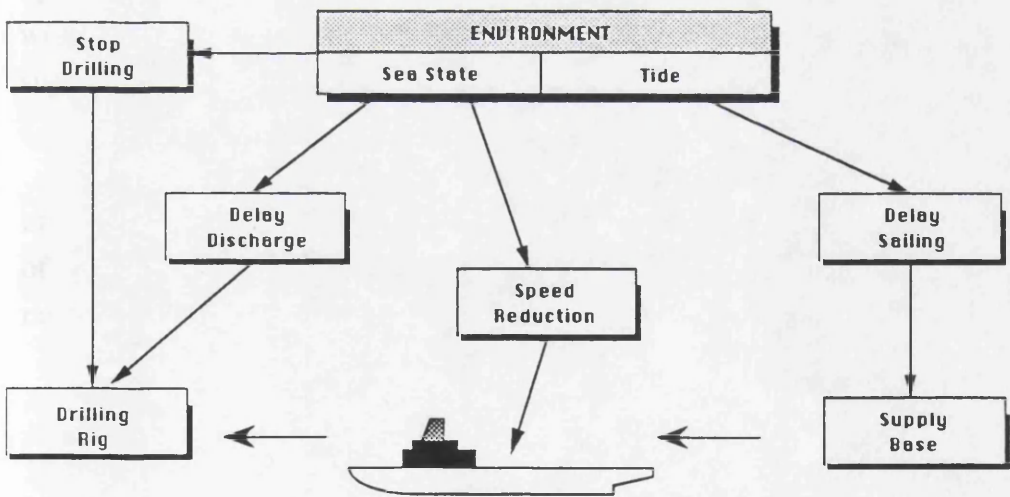 ENVIRONMENT
Stop
Drilling
Sea State
Tide
Delay
Discharge
Delay
Sailing
Speed
Reduction
Drilling
Rig
Supply
Base